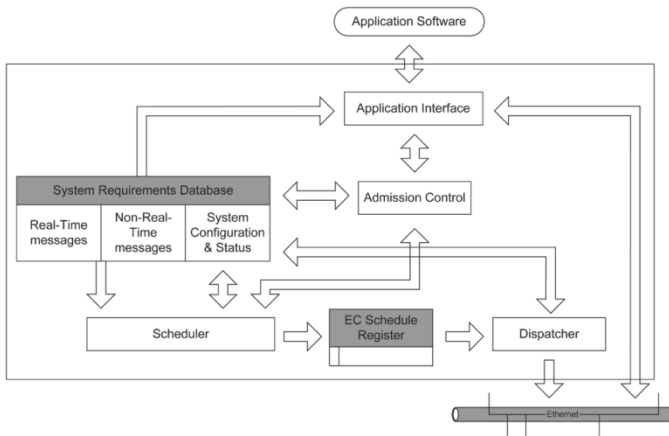 Application Software
Application Interface
System Requirements Database
Real-Time
messages
Non-Real-
Time
messages
System
Configuration
& Status
Admission Control
Scheduler
EC Schedule
Register
Dispatcher
Ethernet